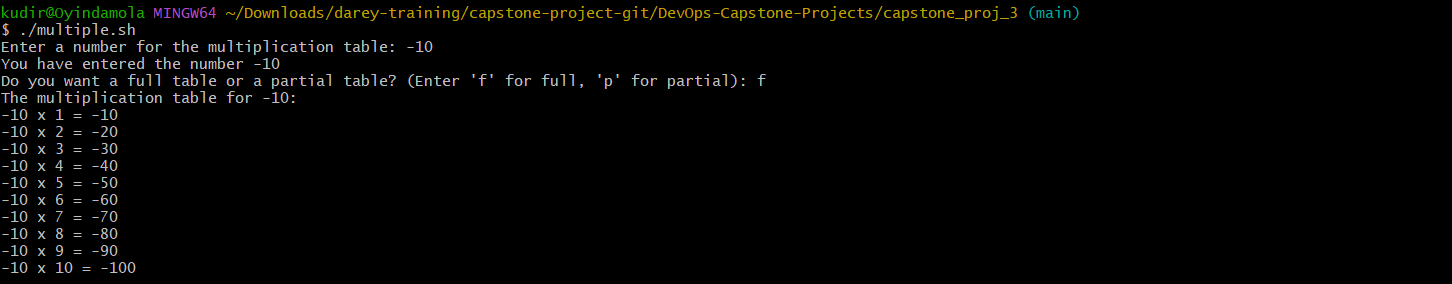 kudir@Oyindamola MINGW64 ~/Downloads/darey-training/capstone-project-git/DevOps-Capstone-Projects/capstone_proj_3 (main)
$ ./multiple.sh
Enter a number for the multiplication table: -10
You have entered the number -10
Do you want a full table or a partial table? (Enter 'f' for full, 'p' for partial): f
The multiplication table for -10:
-10 x 1 = -10
-10 x 2 = -20
-10 x 3 = -30
-10 x 4 = -40
-10 x 5 = -50
-10 x 6 = -60
-10 x 7 = -70
-10 x 8 = -80
-10 x 9 = -90
-10 x 10 = -100